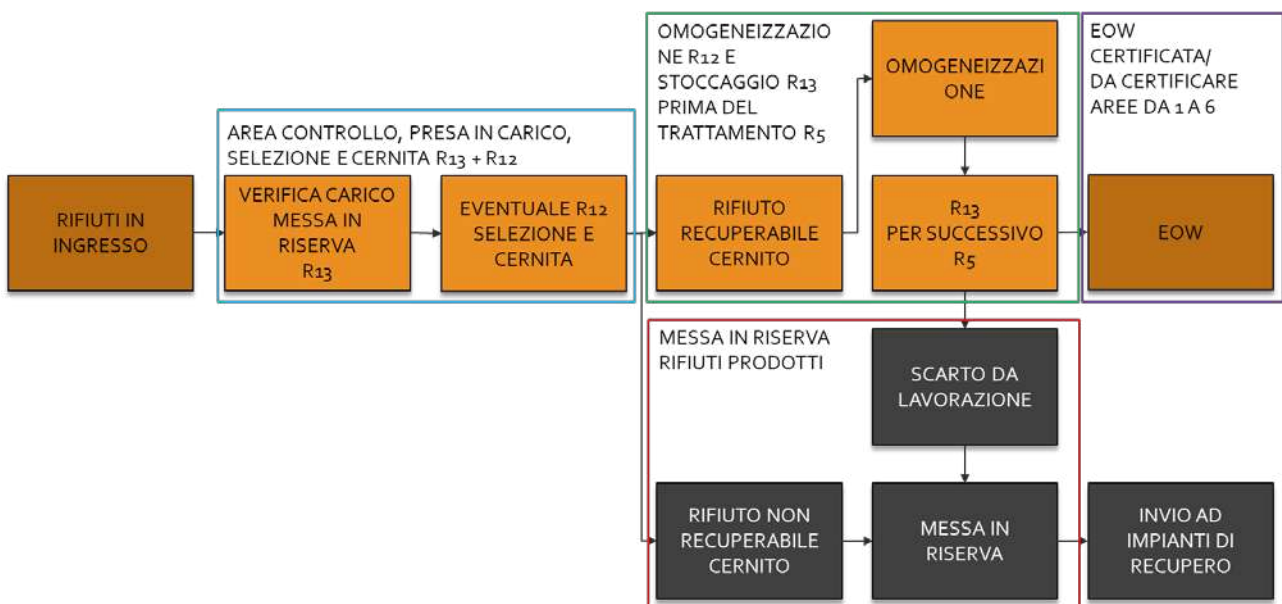 OMOGENEIZZAZIO
NE R12 E
STOCCAGGIO R13
PRIMA DEL
TRATTAMENTO R5
OMOGENEIZZAZI
ONE
EOW
CERTIFICATA/
DA CERTIFICARE
AREE DA 1 A 6
AREA CONTROLLO, PRESA IN CARICO,
SELEZIONE E CERNITA R13 + R12
RIFIUTI IN
INGRESSO
VERIFICA CARICO
MESSA IN
RISERVA
R13
EVENTUALE R12
SELEZIONE E
CERNITA
RIFIUTO
RECUPERABILE
CERNITO
R13
PER SUCCESSIVO
R5
EOW
MESSA IN RISERVA
RIFIUTI PRODOTTI
SCARTO DA
LAVORAZIONE
RIFIUTO NON
RECUPERABILE
CERNITO
MESSA IN
RISERVA
INVIO AD
IMPIANTI DI
RECUPERO